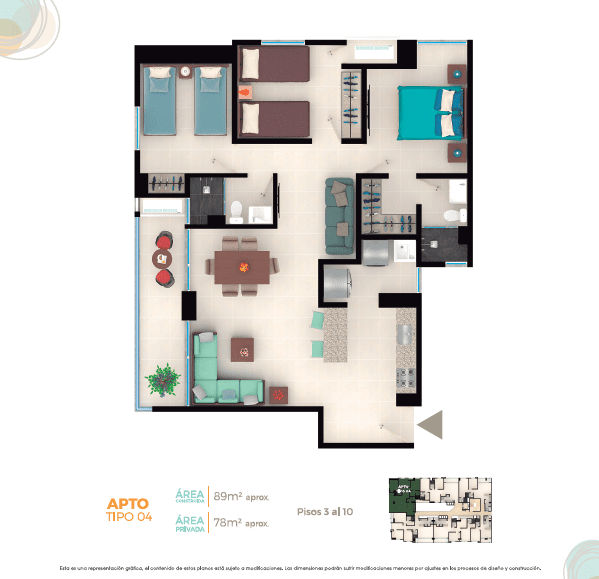 APTO
TIPO 04
ÁREA
CONSTRUIDA
89m² aprox.
ÁREA
PRIVADA
78m² aprox.
Pisos 3 al 10
APTO
Esta es una representación gráfica, el contenido de estos planos está sujeto a modificaciones. Las dimensiones podrán sufrir modificaciones menores por ajustes en los procesos de diseño y construcción.